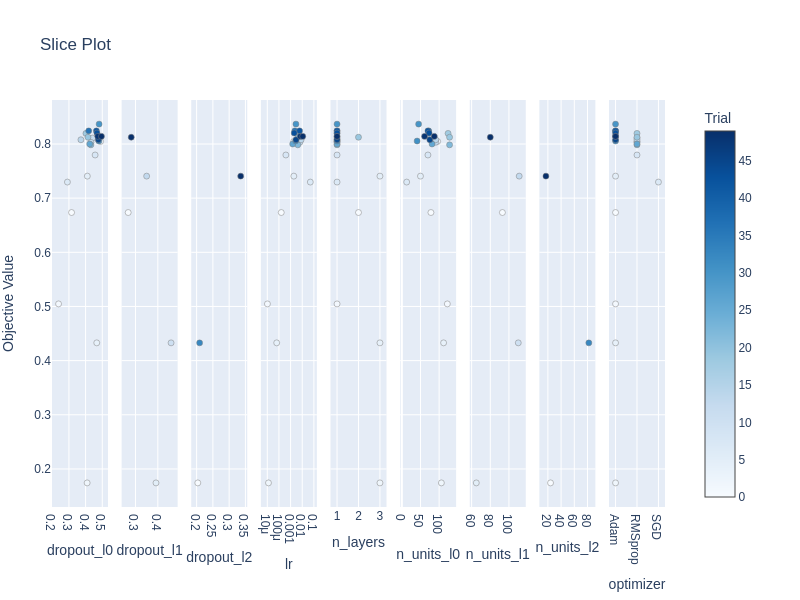 Slice Plot
Objective Value
0.8
0.7
0.6
0.5
0.4
0.3
0.2
0.2 0.3 0.4 0.5
dropout_l0
0.3 0.4
dropout_l1
0.2 0.25 0.3 0.35
dropout_l2
10μ 100μ 0.001 0.01 0.1
lr
1 2 3
n_layers
0 50 100
n_units_l0
60 80 100
n_units_l1
20 40 60 80
n_units_l2
Adam RMSprop SGD
optimizer
Trial
45
40
35
30
25
20
15
10
5
0